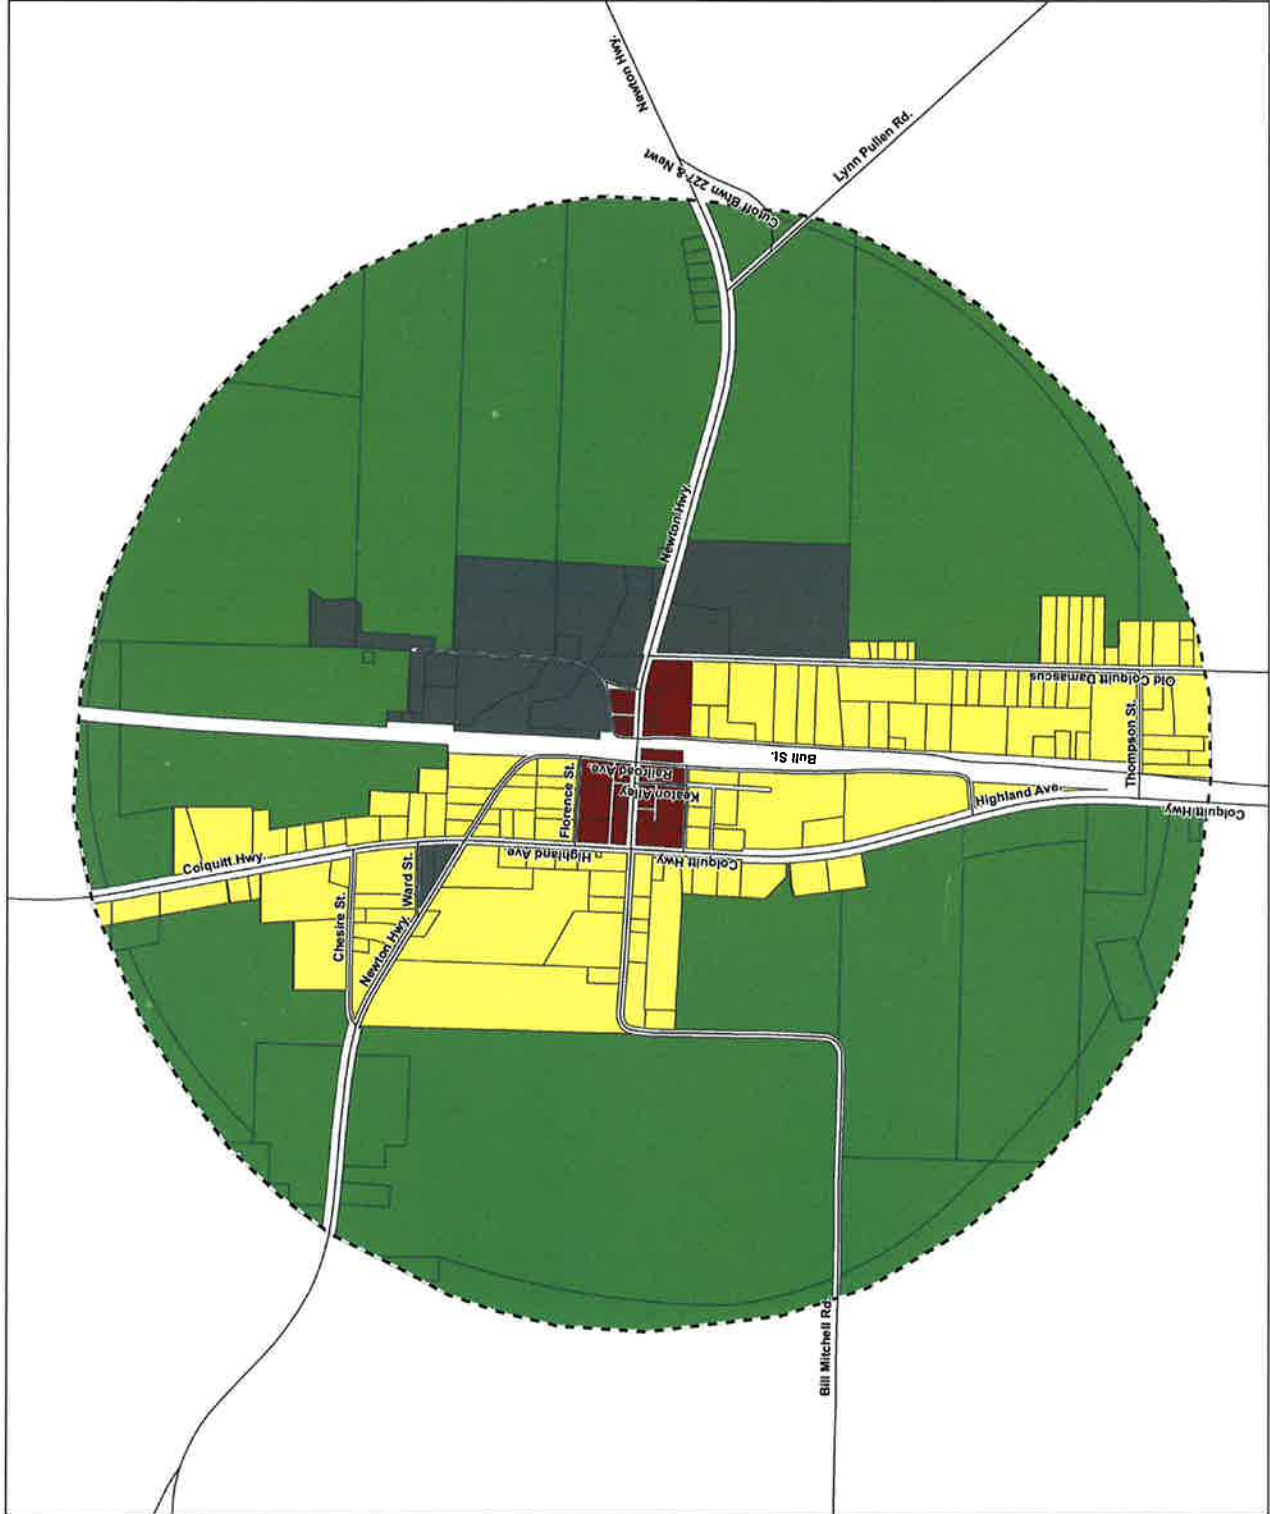 Newton Hwy.
Cutoff Btwn 227 & Newt
Lynn Pullen Rd.
Newton Hwy.
Old Colquitt Damascus
Thompson St.
Bull St.
Railroad Ave.
Keaton Alley
Florence St.
Highland Ave.
Colquitt Hwy.
Highland Ave
Colquitt Hwy.
Colquitt Hwy.
Ward St.
Chesire St.
Newton Hwy.
Bill Mitchell Rd.